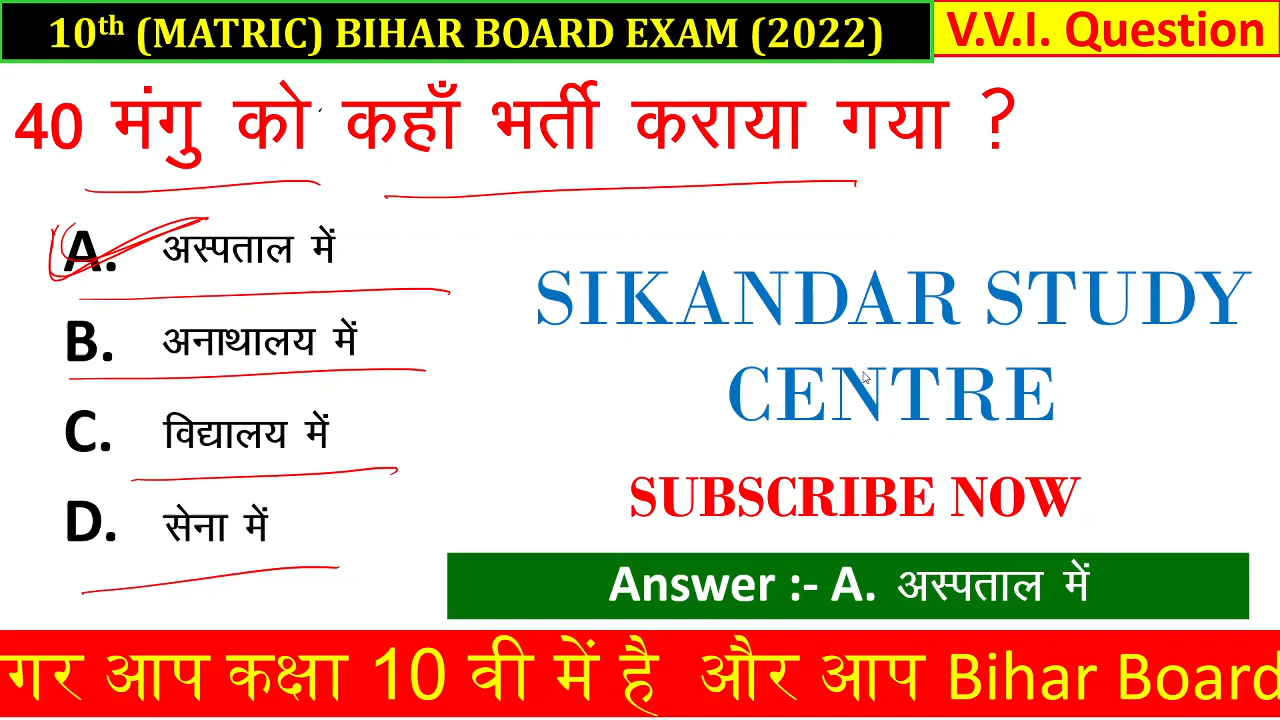 10th (MATRIC) BIHAR BOARD EXAM (2022)
V.V.I. Question
40 मंगु को कहाँ भर्ती कराया गया ?
A. अस्पताल में
B. अनाथालय में
C. विद्यालय में
D. सेना में
SIKANDAR STUDY
CENTRE
SUBSCRIBE NOW
Answer :- A. अस्पताल में
गर आप कक्षा 10 वी में है और आप Bihar Board